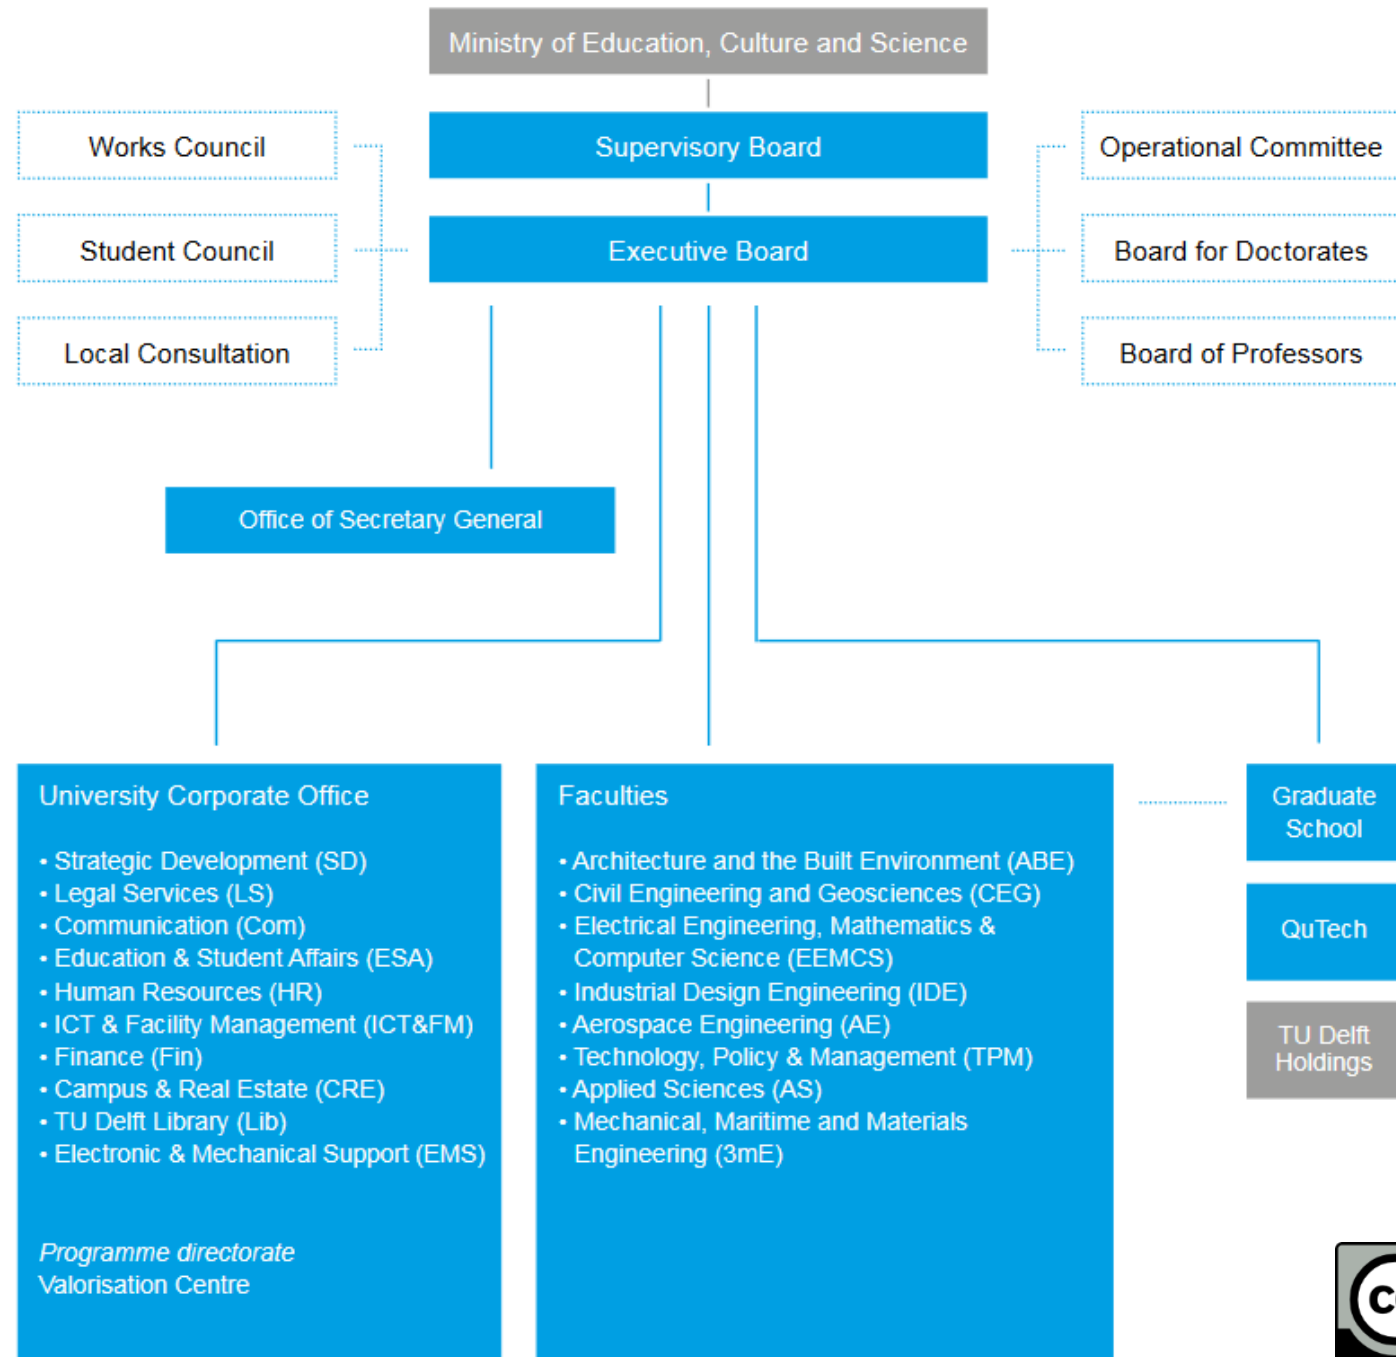 Ministry of Education, Culture and Science
Works Council
Supervisory Board
Operational Committee
Student Council
Executive Board
Board for Doctorates
Local Consultation
Board of Professors
Office of Secretary General
University Corporate Office
• Strategic Development (SD)
• Legal Services (LS)
• Communication (Com)
• Education & Student Affairs (ESA)
• Human Resources (HR)
• ICT & Facility Management (ICT&FM)
• Finance (Fin)
• Campus & Real Estate (CRE)
• TU Delft Library (Lib)
• Electronic & Mechanical Support (EMS)
Programme directorate
Valorisation Centre
Faculties
• Architecture and the Built Environment (ABE)
• Civil Engineering and Geosciences (CEG)
• Electrical Engineering, Mathematics &
Computer Science (EEMCS)
• Industrial Design Engineering (IDE)
• Aerospace Engineering (AE)
• Technology, Policy & Management (TPM)
• Applied Sciences (AS)
• Mechanical, Maritime and Materials
Engineering (3mE)
Graduate
School
QuTech
TU Delft
Holdings